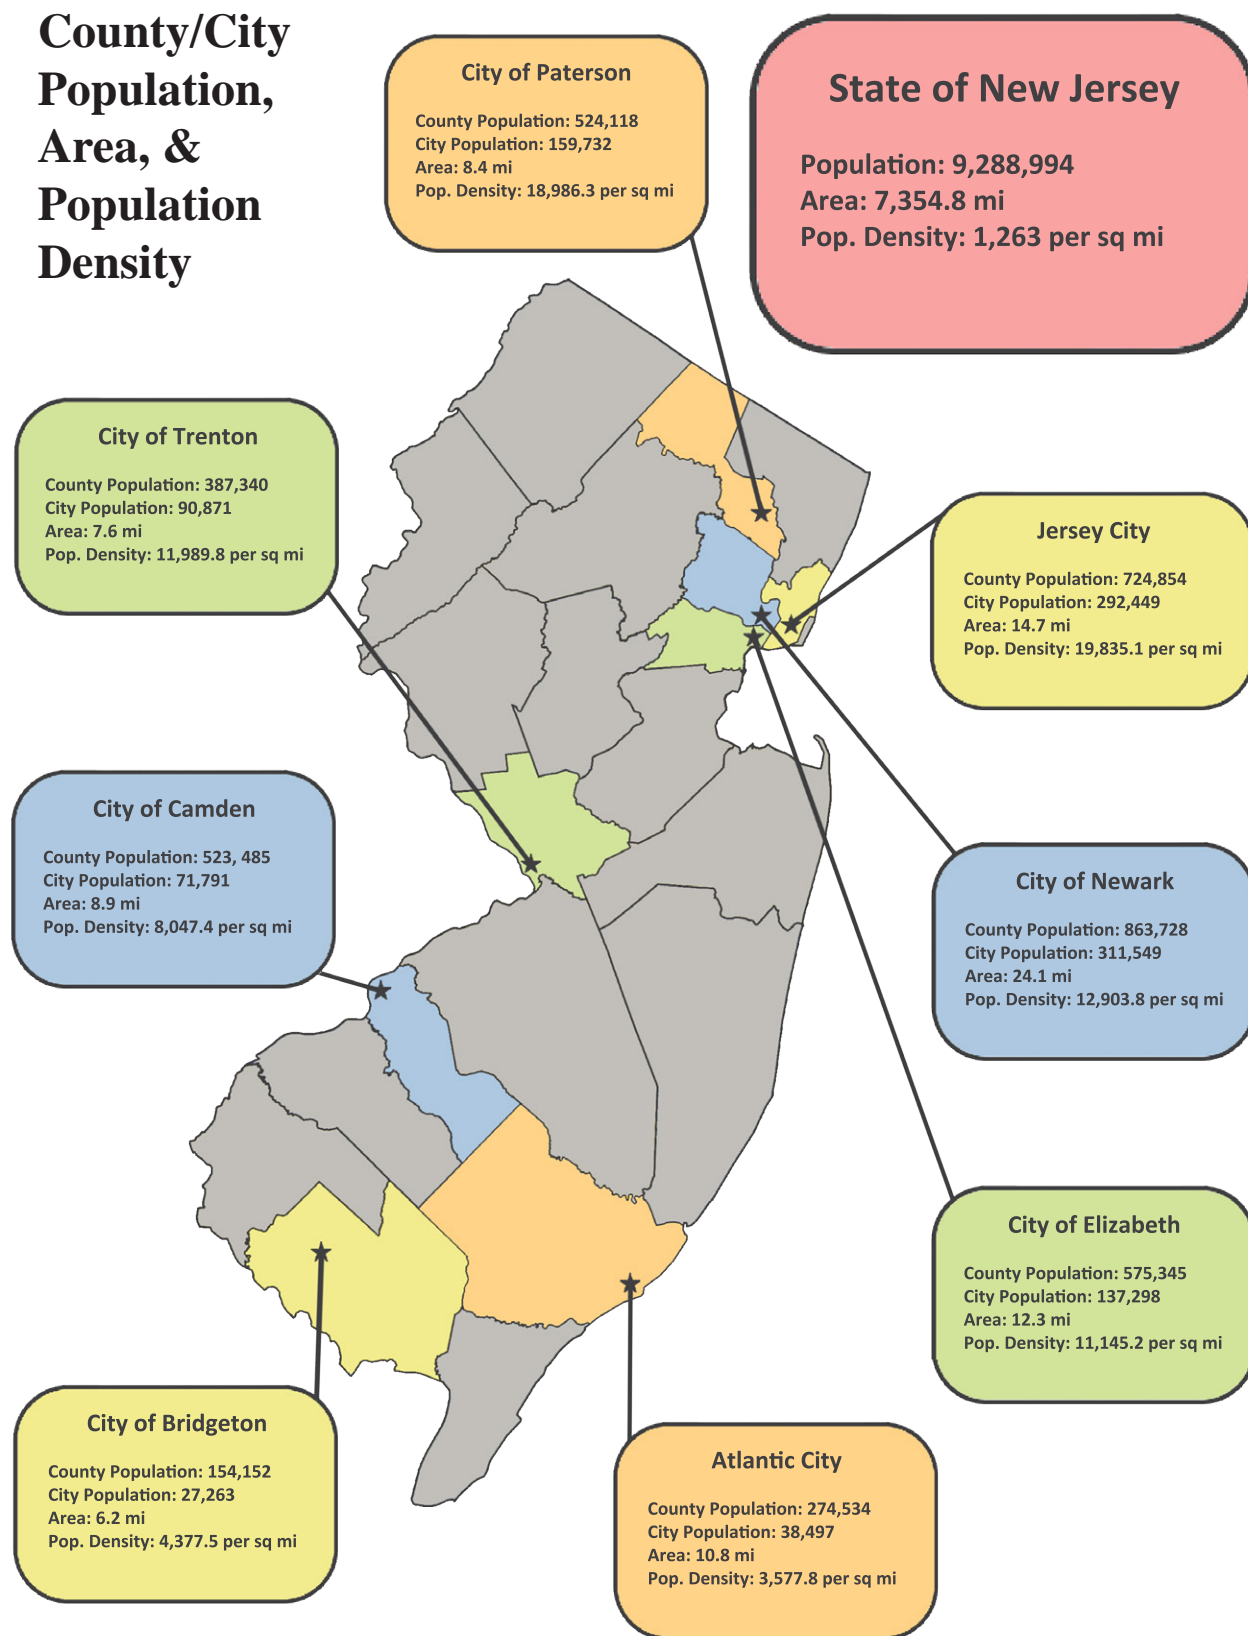 County/City
Population,
Area, &
Population
Density
City of Paterson
County Population: 524,118
City Population: 159,732
Area: 8.4 mi
Pop. Density: 18,986.3 per sq mi
State of New Jersey
Population: 9,288,994
Area: 7,354.8 mi
Pop. Density: 1,263 per sq mi
City of Trenton
County Population: 387,340
City Population: 90,871
Area: 7.6 mi
Pop. Density: 11,989.8 per sq mi
Jersey City
County Population: 724,854
City Population: 292,449
Area: 14.7 mi
Pop. Density: 19,835.1 per sq mi
City of Camden
County Population: 523, 485
City Population: 71,791
Area: 8.9 mi
Pop. Density: 8,047.4 per sq mi
City of Newark
County Population: 863,728
City Population: 311,549
Area: 24.1 mi
Pop. Density: 12,903.8 per sq mi
City of Elizabeth
County Population: 575,345
City Population: 137,298
Area: 12.3 mi
Pop. Density: 11,145.2 per sq mi
City of Bridgeton
County Population: 154,152
City Population: 27,263
Area: 6.2 mi
Pop. Density: 4,377.5 per sq mi
Atlantic City
County Population: 274,534
City Population: 38,497
Area: 10.8 mi
Pop. Density: 3,577.8 per sq mi